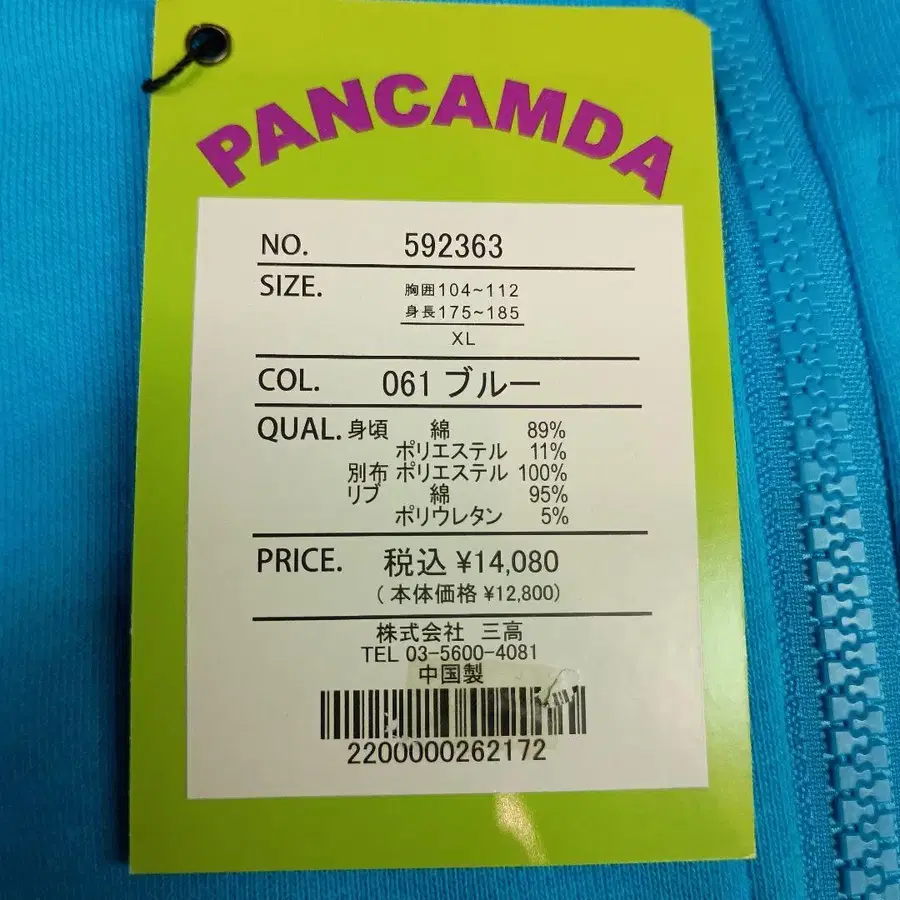 PANCAMDA
NO. 592363
SIZE. 胸囲104~112
身長175~185
XL
COL. 061 ブルー
QUAL. 身頃 綿 89%
ポリエステル 11%
別布 ポリエステル 100%
リブ 綿 95%
ポリウレタン 5%
PRICE. 税込 ¥14,080
(本体価格 ¥12,800)
株式会社 三高
TEL 03-5600-4081
中国製
2200000262172